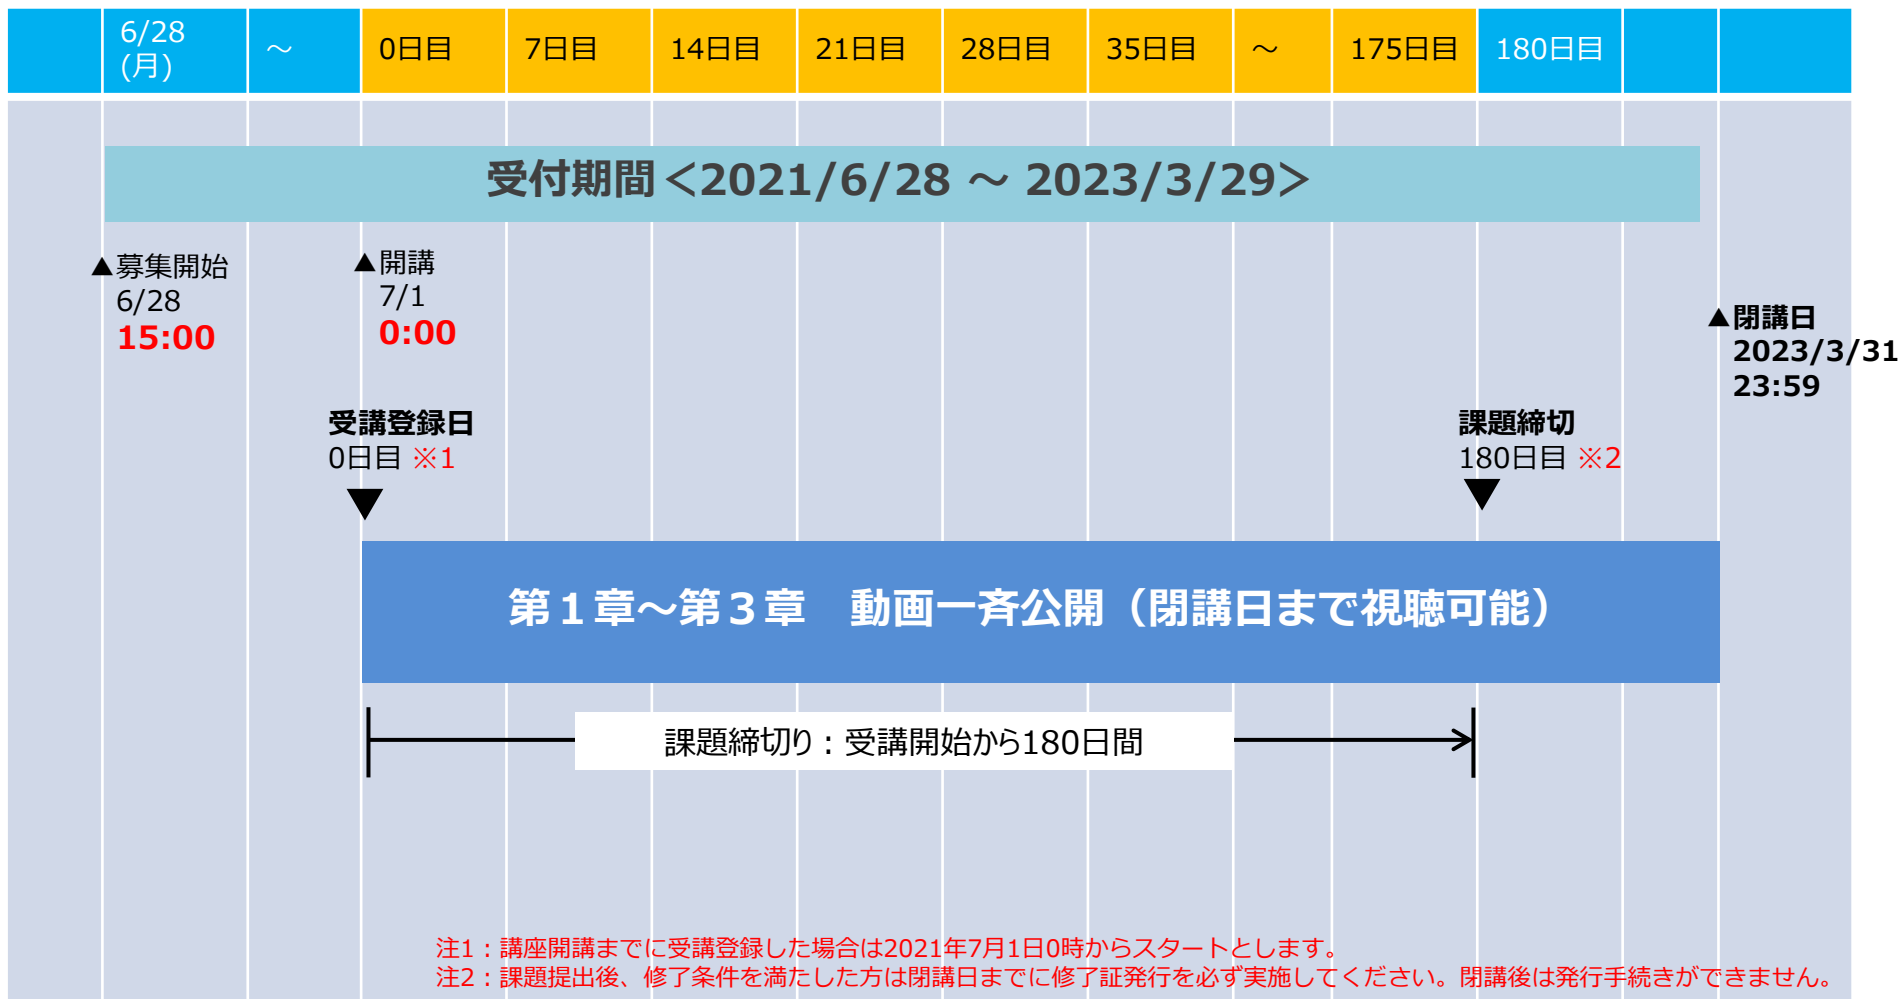 6/28
(月)
～
0日目
7日目
14日目
21日目
28日目
35日目
～
175日目
180日目
受付期間＜2021/6/28 ～ 2023/3/29＞
▲募集開始
6/28
15:00
▲開講
7/1
0:00
▲閉講日
2023/3/31
23:59
受講登録日
0日目 ※1
課題締切
180日目 ※2
第１章～第３章　動画一斉公開（閉講日まで視聴可能）
課題締切り：受講開始から180日間
注1：講座開講までに受講登録した場合は2021年7月1日0時からスタートとします。
注2：課題提出後、修了条件を満たした方は閉講日までに修了証発行を必ず実施してください。閉講後は発行手続きができません。